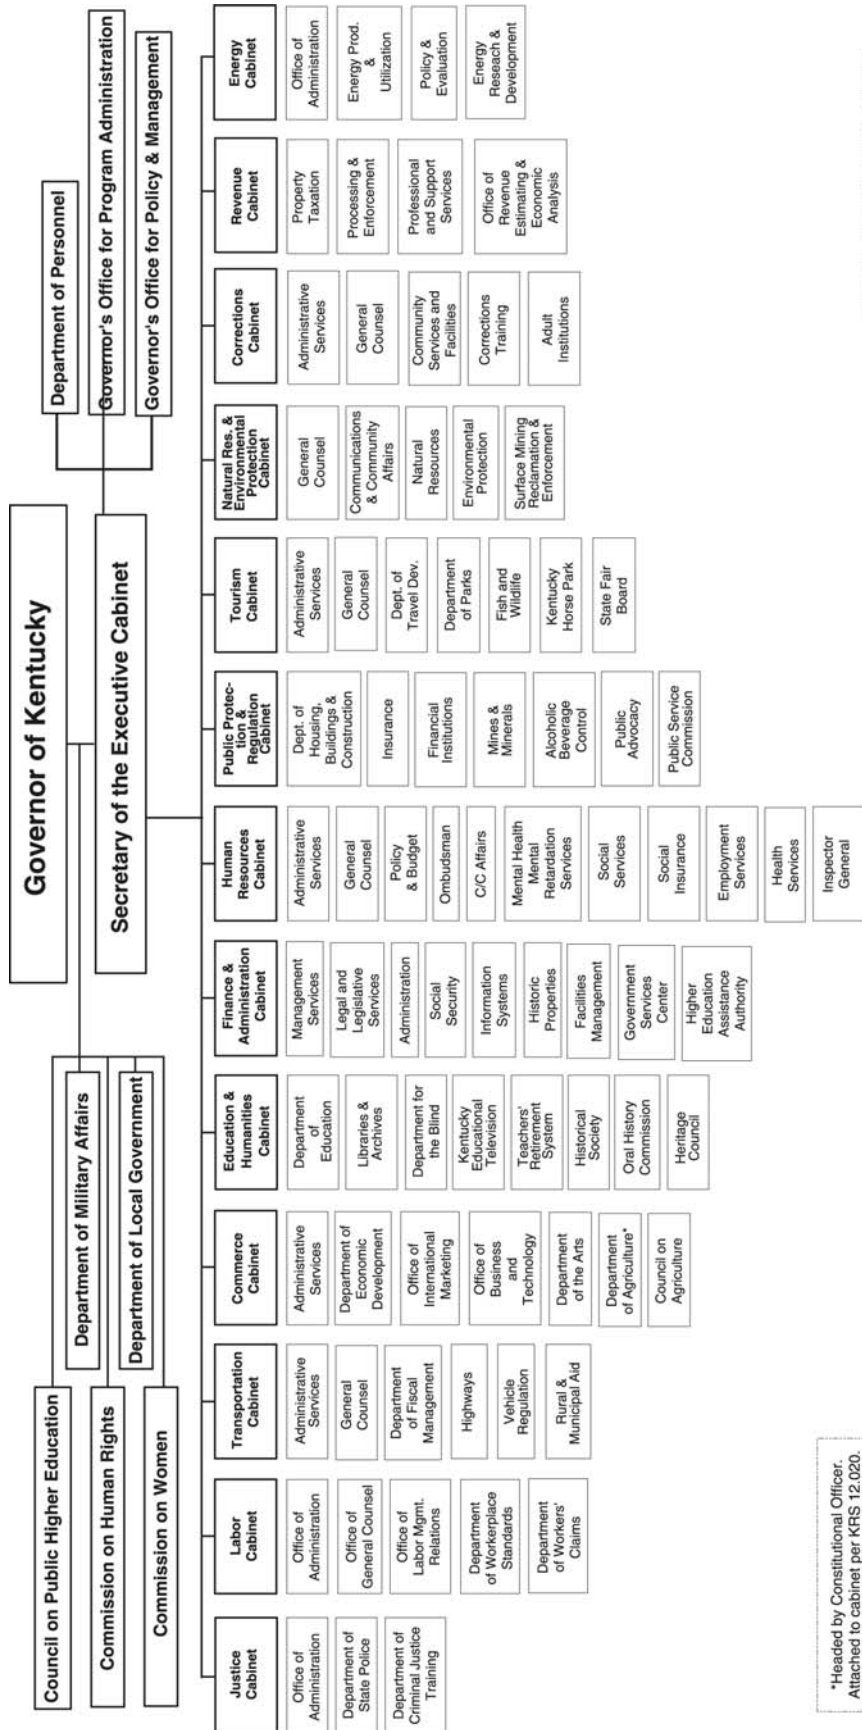 Governor of Kentucky
Secretary of the Executive Cabinet
Council on Public Higher Education
Department of Military Affairs
Commission on Human Rights
Department of Local Government
Commission on Women
Department of Personnel
Governor's Office for Program Administration
Governor's Office for Policy & Management
Justice
Cabinet
Office of
Administration
Department of
State Police
Department of
Criminal Justice
Training
Labor
Cabinet
Office of
Administration
Office of
General Counsel
Office of
Labor Mgmt.
Relations
Department
of Workerplace
Standards
Department
of Workers'
Claims
Transportation
Cabinet
Administrative
Services
General
Counsel
Department
of Fiscal
Management
Highways
Vehicle
Regulation
Rural &
Municipal Aid
Commerce
Cabinet
Administrative
Services
Department of
Economic
Development
Office of
International
Marketing
Office of
Business
and
Technology
Department
of the Arts
Department
of Agriculture*
Council on
Agriculture
Education &
Humanities
Cabinet
Department
of
Education
Libraries &
Archives
Department for
the Blind
Kentucky
Educational
Television
Teachers'
Retirement
System
Historical
Society
Oral History
Commission
Heritage
Council
Finance &
Administration
Cabinet
Management
Services
Legal and
Legislative
Services
Administration
Social
Security
Information
Systems
Historic
Properties
Facilities
Management
Government
Services
Center
Higher
Education
Assistance
Authority
Human
Resources
Cabinet
Administrative
Services
General
Counsel
Policy
& Budget
Ombudsman
C/C Affairs
Mental Health
Mental
Retardation
Services
Social
Services
Social
Insurance
Employment
Services
Health
Services
Inspector
General
Public Protec-
tion &
Regulation
Cabinet
Dept. of
Housing,
Buildings &
Construction
Insurance
Financial
Institutions
Mines &
Minerals
Alcoholic
Beverage
Control
Public
Advocacy
Public Service
Commission
Tourism
Cabinet
Administrative
Services
General
Counsel
Dept. of
Travel Dev.
Department
of Parks
Fish and
Wildlife
Kentucky
Horse Park
State Fair
Board
Natural Res. &
Environmental
Protection
Cabinet
General
Counsel
Communications
& Community
Affairs
Natural
Resources
Environmental
Protection
Surface Mining
Reclamation &
Enforcement
Corrections
Cabinet
Administrative
Services
General
Counsel
Community
Services and
Facilities
Corrections
Training
Adult
Institutions
Revenue
Cabinet
Property
Taxation
Processing &
Enforcement
Professional
and Support
Services
Office of
Revenue
Estimating &
Economic
Analysis
Energy
Cabinet
Office of
Administration
Energy Prod.
&
Utilization
Policy &
Evaluation
Energy
Reseach &
Development
*Headed by Constitutional Officer.
Attached to cabinet per KRS 12.020.